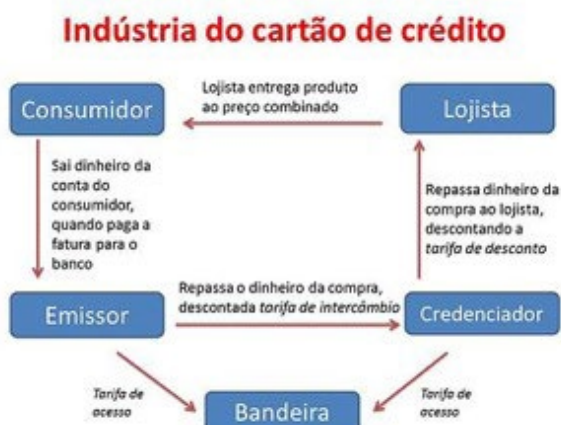 Indústria do cartão de crédito
Lojista entrega produto
ao preço combinado
Consumidor
Lojista
Sai dinheiro da
conta do
consumidor,
quando paga a
fatura para o
banco
Repassa dinheiro da
compra ao lojista,
descontando a
tarifa de desconto
Repassa o dinheiro da compra,
descontada tarifa de intercâmbio
Emissor
Credenciador
Tarifa de
acesso
Bandeira
Tarifa de
acesso